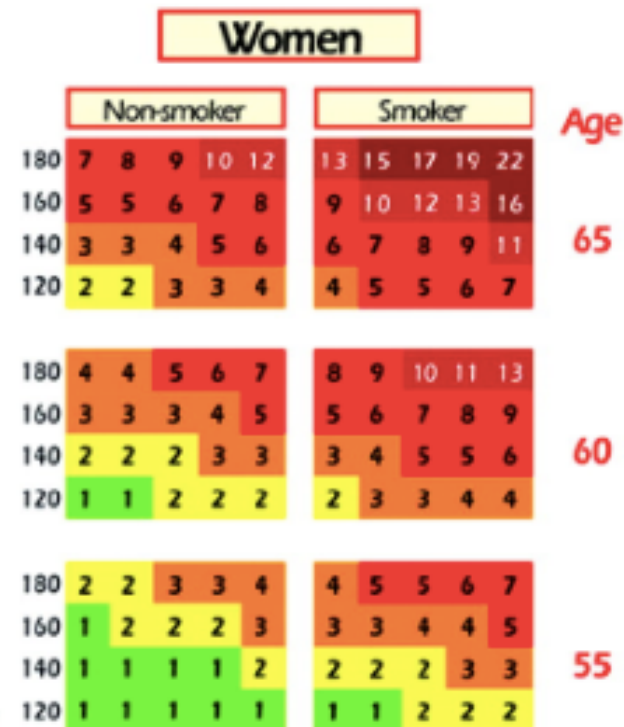 Women
Non-smoker Smoker Age
180 7 8 9 10 12 13 15 17 19 22
160 5 5 6 7 8 9 10 12 13 16
140 3 3 4 5 6 6 7 8 9 11 65
120 2 2 3 3 4 4 5 5 6 7
180 4 4 5 6 7 8 9 10 11 13
160 3 3 3 4 5 5 6 7 8 9
140 2 2 2 3 3 3 4 5 5 6 60
120 1 1 2 2 2 2 3 3 4 4
180 2 2 3 3 4 4 5 5 6 7
160 1 2 2 2 3 3 3 4 4 5
140 1 1 1 1 2 2 2 2 3 3 55
120 1 1 1 1 1 1 1 2 2 2